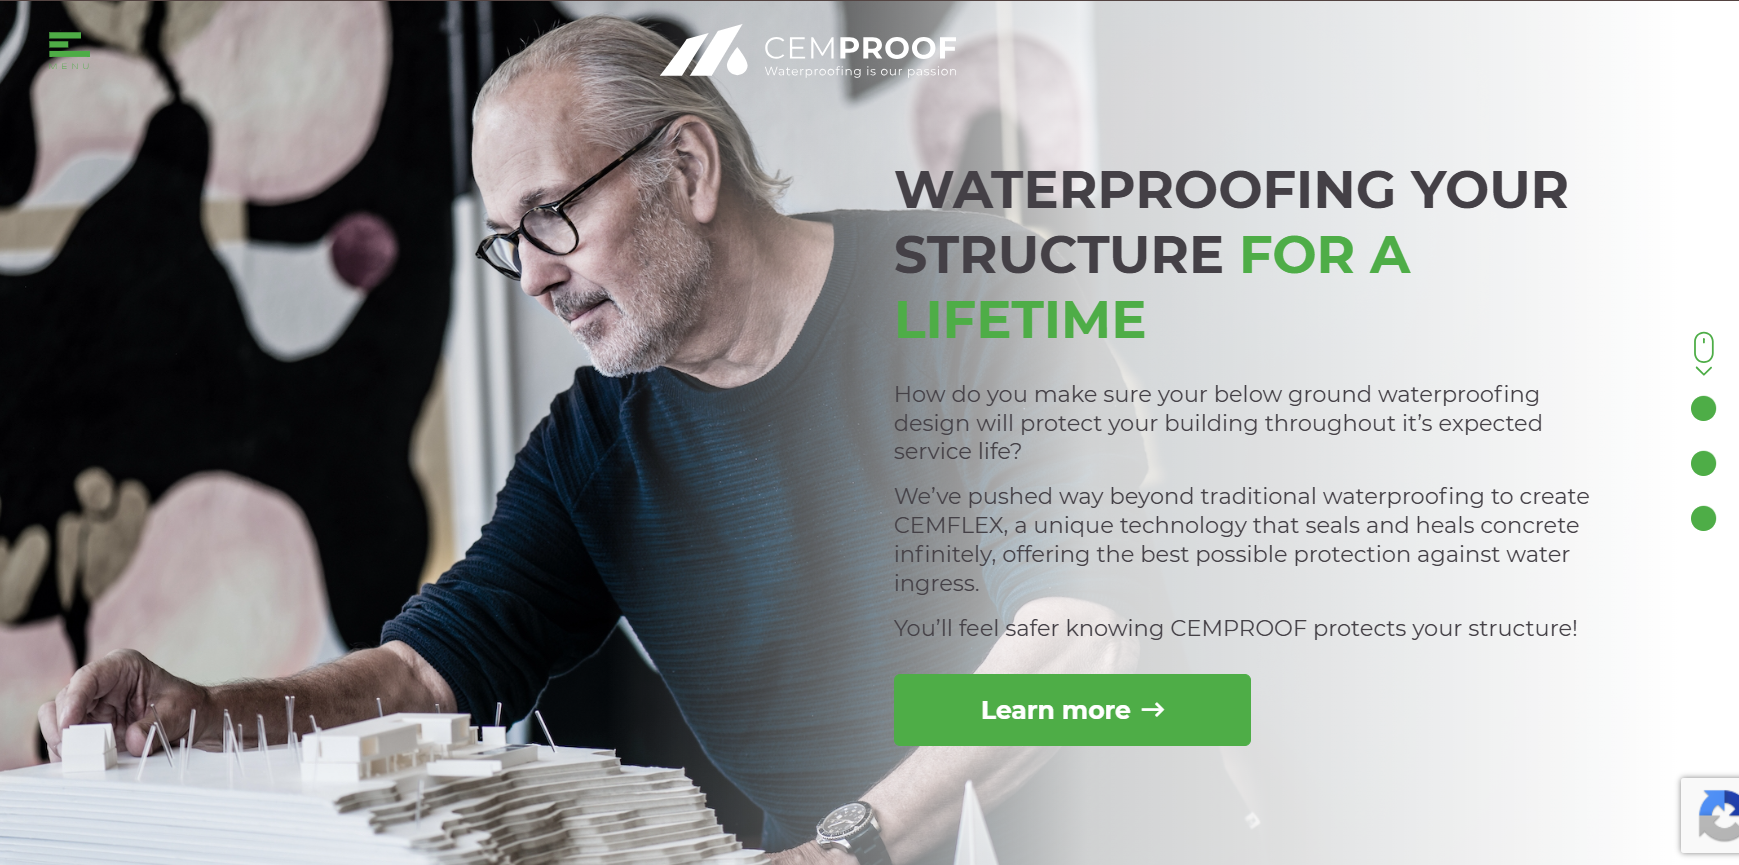 MENU
CEMPROOF
Waterproofing is our passion
WATERPROOFING YOUR
STRUCTURE FOR A
LIFETIME
How do you make sure your below ground waterproofing
design will protect your building throughout it’s expected
service life?
We’ve pushed way beyond traditional waterproofing to create
CEMFLEX, a unique technology that seals and heals concrete
infinitely, offering the best possible protection against water
ingress.
You’ll feel safer knowing CEMPROOF protects your structure!
Learn more →